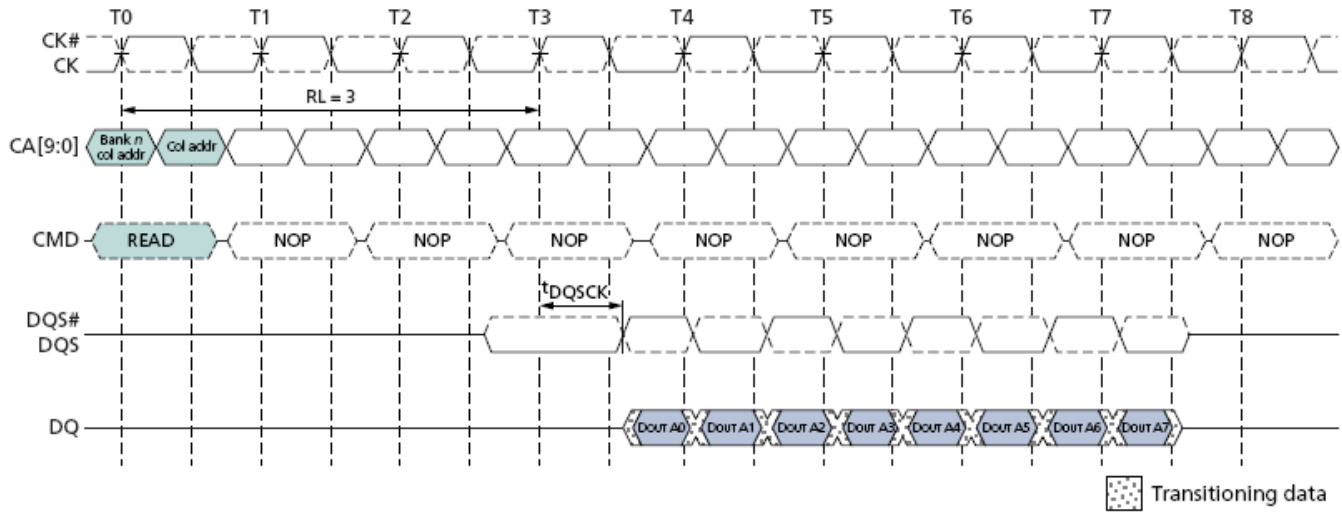 T0 T1 T2 T3 T4 T5 T6 T7 T8
CK#
CK
RL = 3
CA[9:0] Bank n col addr Col addr
CMD READ NOP NOP NOP NOP NOP NOP NOP NOP
tDQSCK
DQS#
DQS
DQ DOUT A0 DOUT A1 DOUT A2 DOUT A3 DOUT A4 DOUT A5 DOUT A6 DOUT A7
Transitioning data